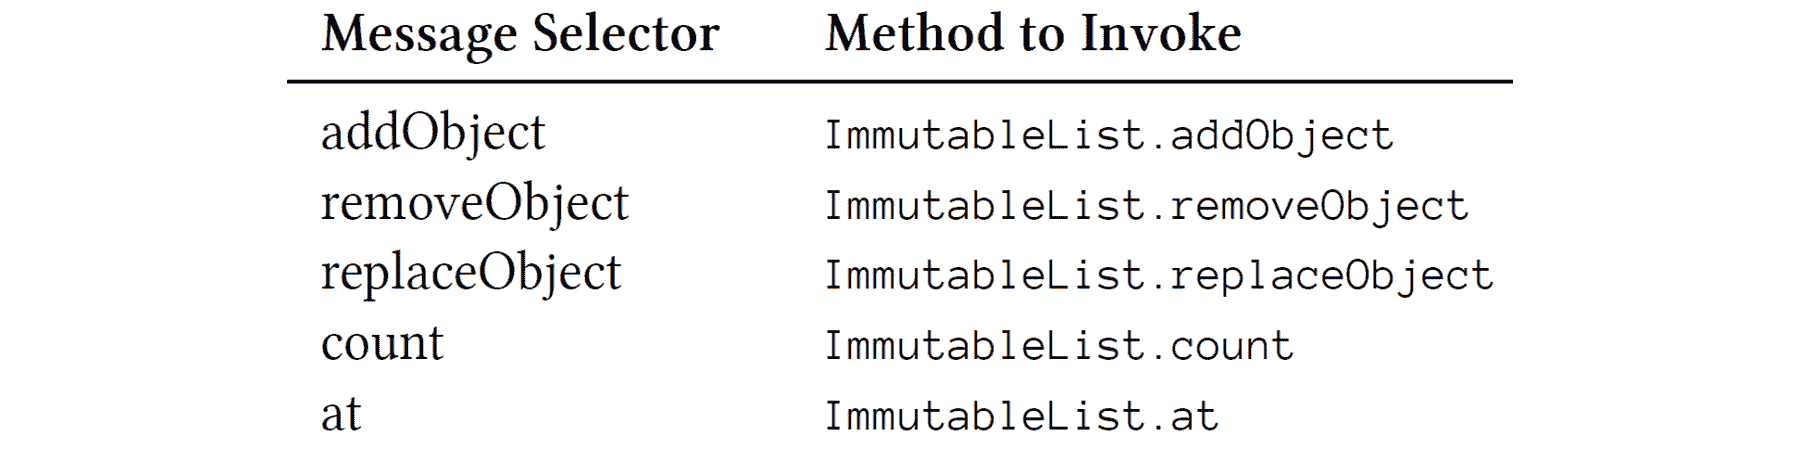 Message Selector Method to Invoke
addObject ImmutableList.addObject
removeObject ImmutableList.removeObject
replaceObject ImmutableList.replaceObject
count ImmutableList.count
at ImmutableList.at